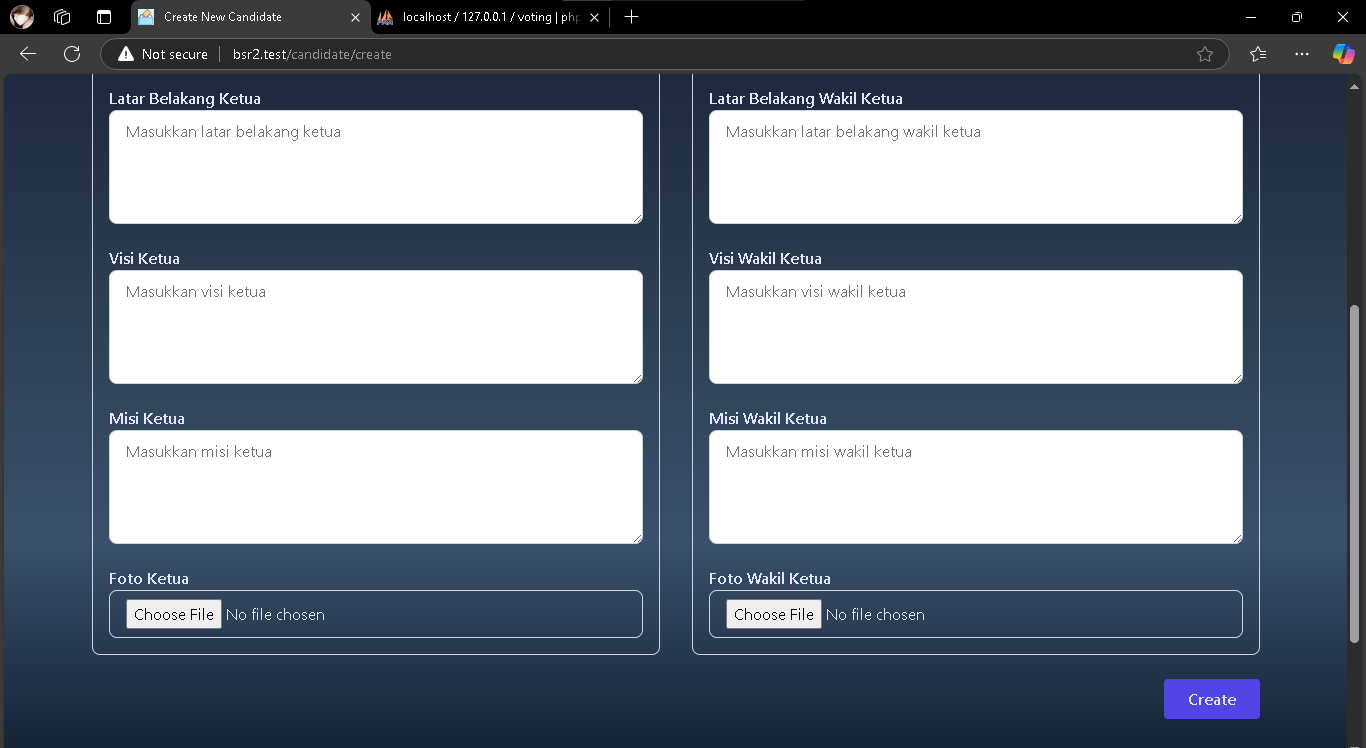 Create New Candidate
localhost / 127.0.0.1 / voting | php
Not secure
bsr2.test/candidate/create
Latar Belakang Ketua
Masukkan latar belakang ketua
Visi Ketua
Masukkan visi ketua
Misi Ketua
Masukkan misi ketua
Foto Ketua
Choose File No file chosen
Latar Belakang Wakil Ketua
Masukkan latar belakang wakil ketua
Visi Wakil Ketua
Masukkan visi wakil ketua
Misi Wakil Ketua
Masukkan misi wakil ketua
Foto Wakil Ketua
Choose File No file chosen
Create